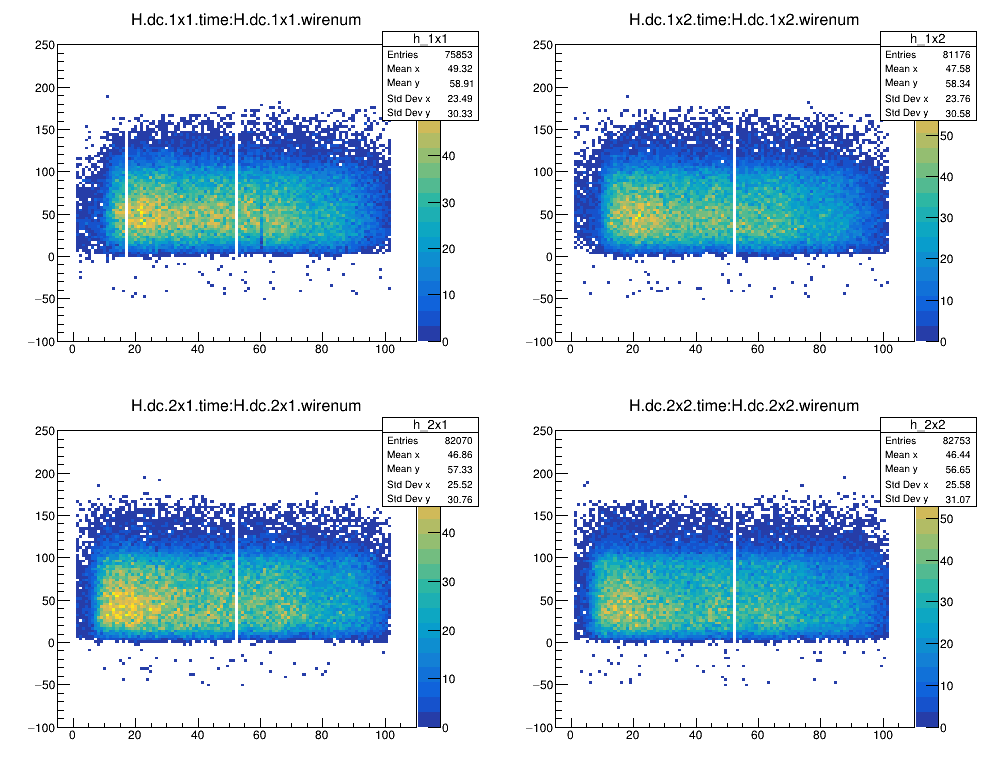 H.dc.1x1.time:H.dc.1x1.wirenum
h_1x1
Entries 75853
Mean x 49.32
Mean y 58.91
Std Dev x 23.49
Std Dev y 30.33
250
200
150
100
50
0
−50
−100
0 20 40 60 80 100
40
30
20
10
0
H.dc.1x2.time:H.dc.1x2.wirenum
h_1x2
Entries 81176
Mean x 47.58
Mean y 58.34
Std Dev x 23.76
Std Dev y 30.58
250
200
150
100
50
0
−50
−100
0 20 40 60 80 100
50
40
30
20
10
0
H.dc.2x1.time:H.dc.2x1.wirenum
h_2x1
Entries 82070
Mean x 46.86
Mean y 57.33
Std Dev x 25.52
Std Dev y 30.76
250
200
150
100
50
0
−50
−100
0 20 40 60 80 100
40
30
20
10
0
H.dc.2x2.time:H.dc.2x2.wirenum
h_2x2
Entries 82753
Mean x 46.44
Mean y 56.65
Std Dev x 25.58
Std Dev y 31.07
250
200
150
100
50
0
−50
−100
0 20 40 60 80 100
50
40
30
20
10
0